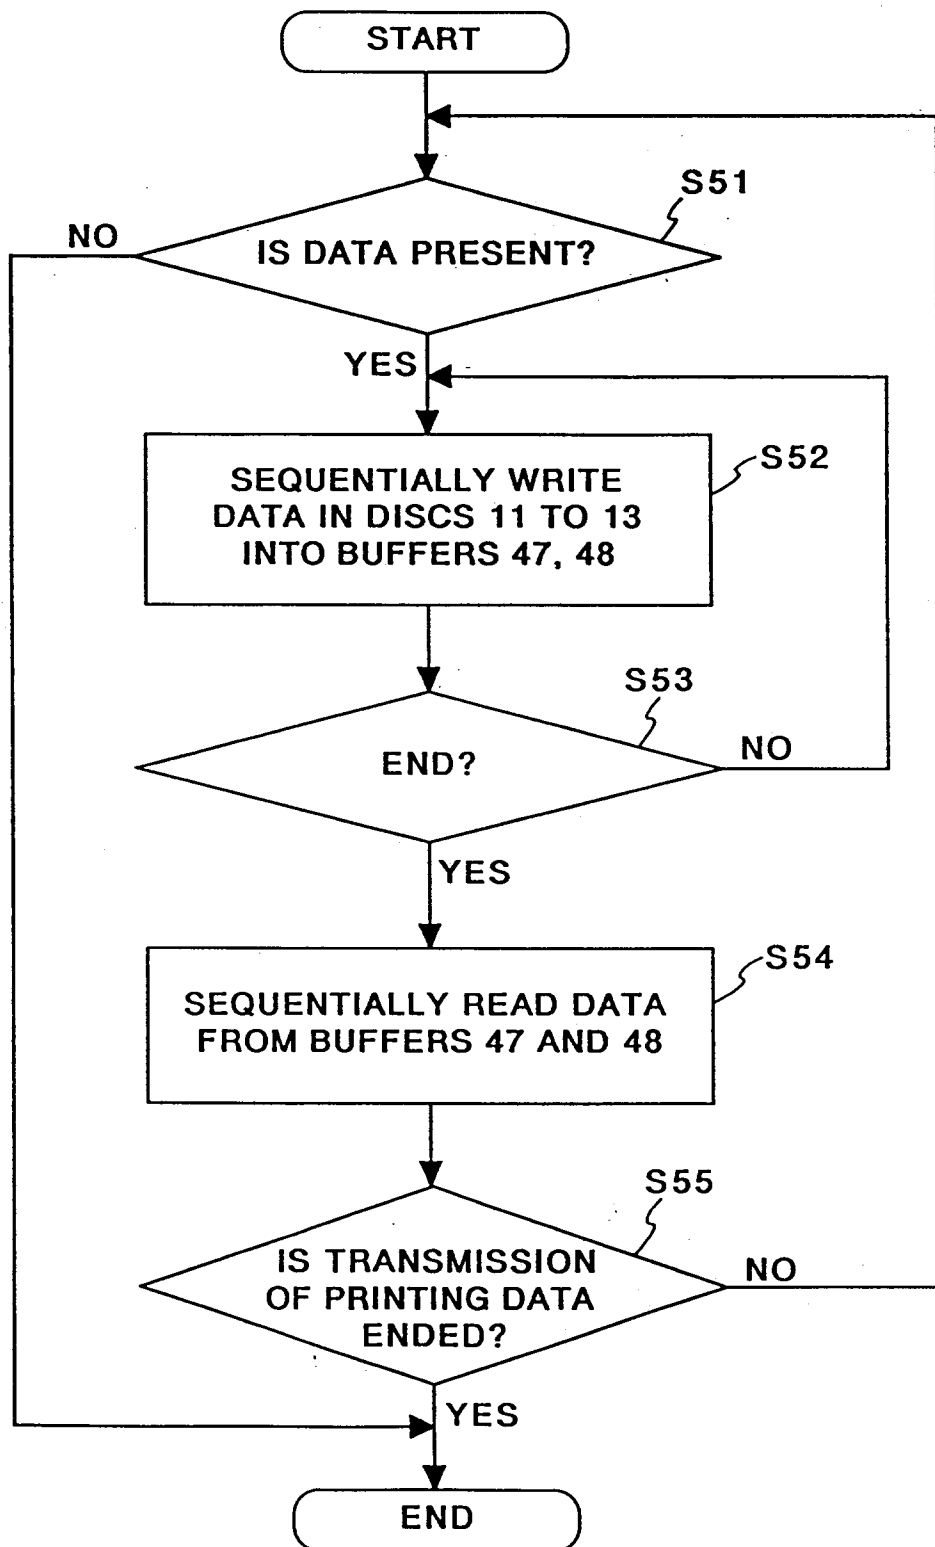 START
S51
NO
IS DATA PRESENT?
YES
S52
SEQUENTIALLY WRITE
DATA IN DISCS 11 TO 13
INTO BUFFERS 47, 48
S53
END?
NO
YES
S54
SEQUENTIALLY READ DATA
FROM BUFFERS 47 AND 48
S55
IS TRANSMISSION
OF PRINTING DATA
ENDED?
NO
YES
END